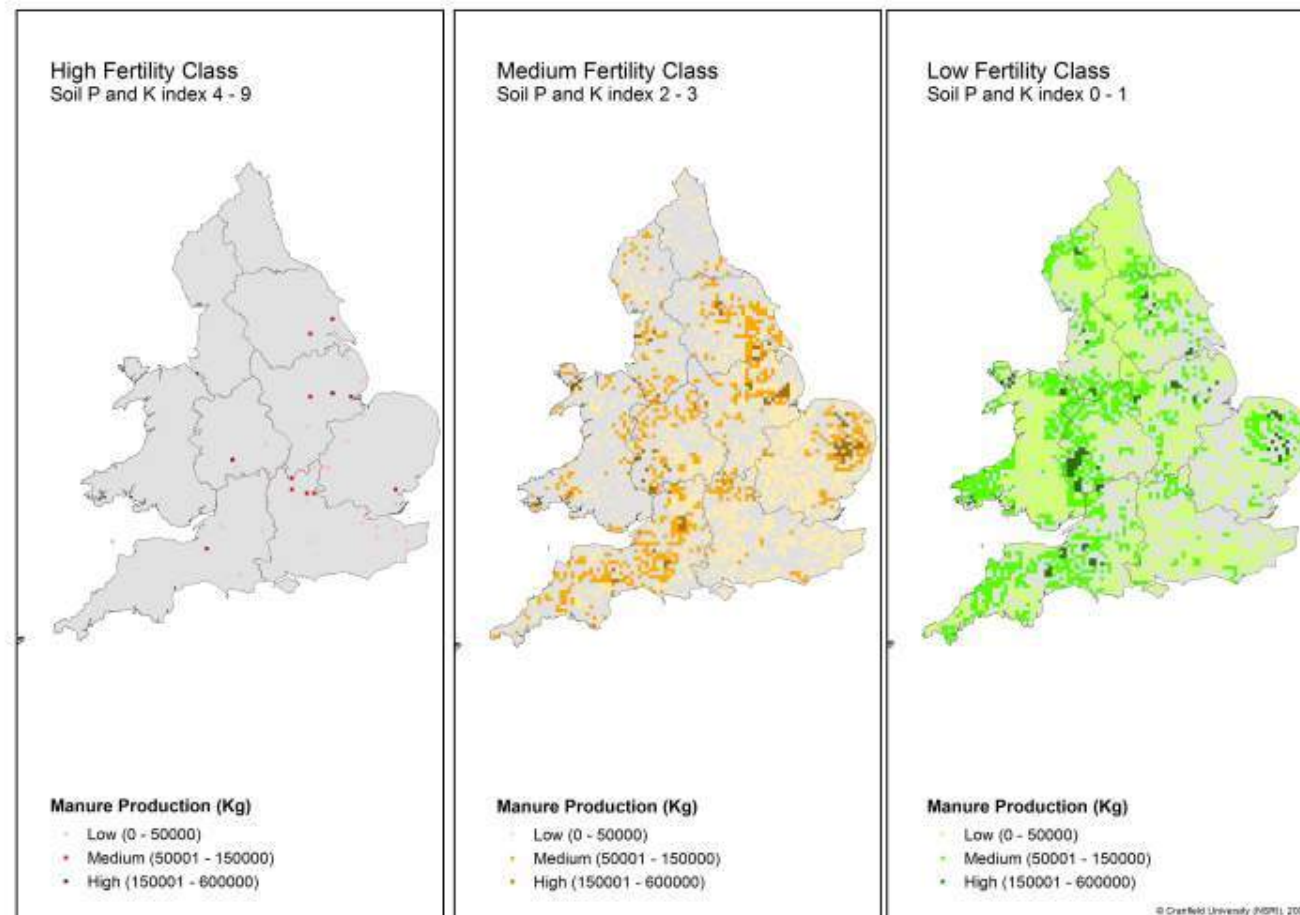 High Fertility Class
Soil P and K index 4 - 9
Manure Production (Kg)
Low (0 - 50000)
Medium (50001 - 150000)
High (150001 - 600000)
Medium Fertility Class
Soil P and K index 2 - 3
Manure Production (Kg)
Low (0 - 50000)
Medium (50001 - 150000)
High (150001 - 600000)
Low Fertility Class
Soil P and K index 0 - 1
Manure Production (Kg)
Low (0 - 50000)
Medium (50001 - 150000)
High (150001 - 600000)
© Cranfield University (NSRI),